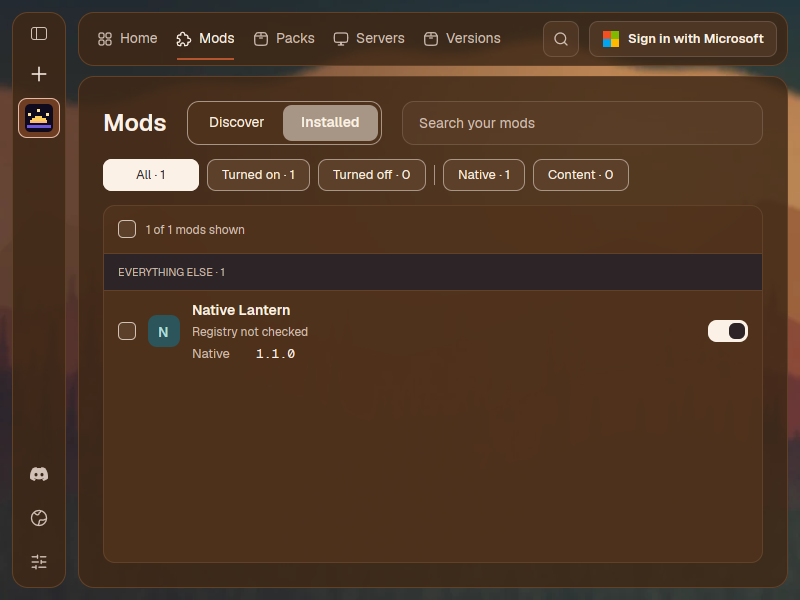 Home
Mods
Packs
Servers
Versions
Sign in with Microsoft
Mods
Discover
Installed
Search your mods
All · 1
Turned on · 1
Turned off · 0
Native · 1
Content · 0
1 of 1 mods shown
EVERYTHING ELSE · 1
N
Native Lantern
Registry not checked
Native 1.1.0